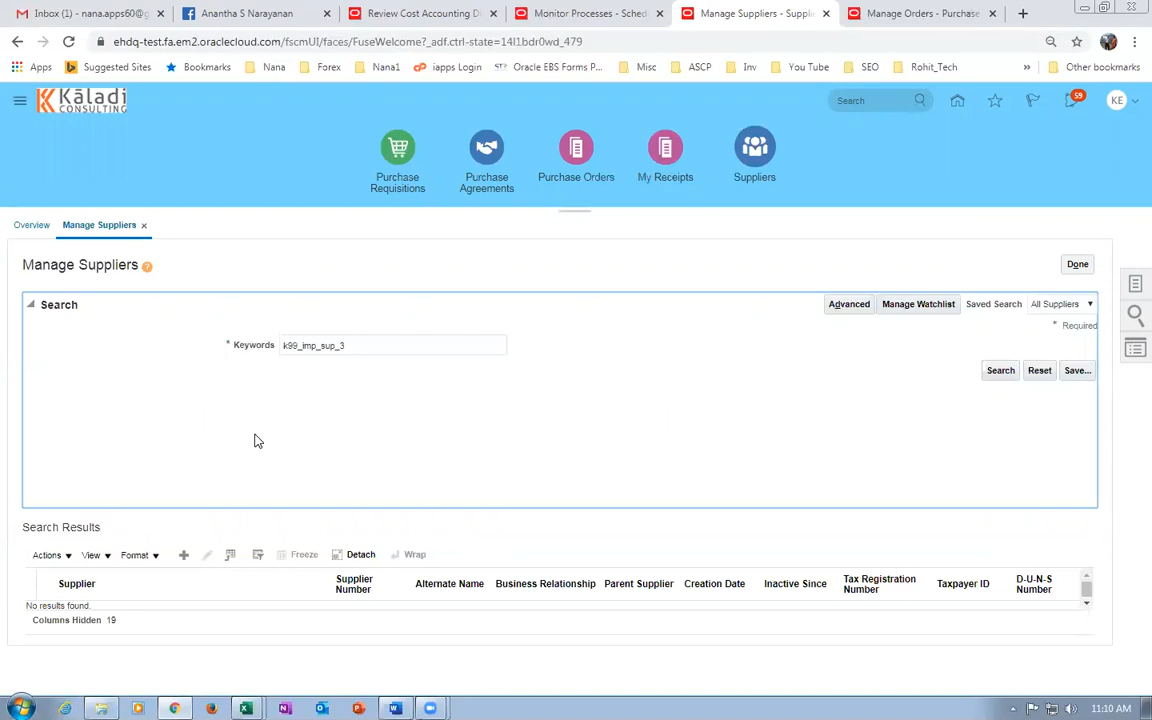 Inbox (1) - nana.apps60@g
Anantha S Narayanan
Review Cost Accounting D
Monitor Processes - Sched
Manage Suppliers - Suppli
Manage Orders - Purchase
ehdq-test.fa.em2.oraclecloud.com/fscmUI/faces/FuseWelcome?_adf.ctrl-state=14l1bdr0wd_479
Apps
Suggested Sites
Bookmarks
Nana
Forex
Nana1
iapps Login
Oracle EBS Forms P...
Misc
ASCP
Inv
You Tube
SEO
Rohit_Tech
»
Other bookmarks
Kāladi
CONSULTING
Search
59
KE
Purchase
Requisitions
Purchase
Agreements
Purchase Orders
My Receipts
Suppliers
Overview
Manage Suppliers
Manage Suppliers
Done
Search
Advanced
Manage Watchlist
Saved Search
All Suppliers
* Required
* Keywords
k99_imp_sup_3
Search
Reset
Save...
Search Results
Actions
View
Format
Freeze
Detach
Wrap
Supplier
Supplier
Number
Alternate Name
Business Relationship
Parent Supplier
Creation Date
Inactive Since
Tax Registration
Number
Taxpayer ID
D-U-N-S
Number
No results found.
Columns Hidden 19
11:10 AM